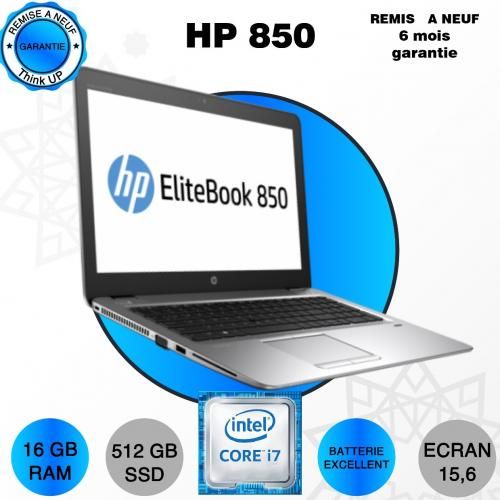 REMISE A NEUF
GARANTIE
Think UP
HP 850
REMIS A NEUF
6 mois
garantie
hp EliteBook 850
hp
16 GB
RAM
512 GB
SSD
intel
CORE i7
BATTERIE
EXCELLENT
ECRAN
15,6